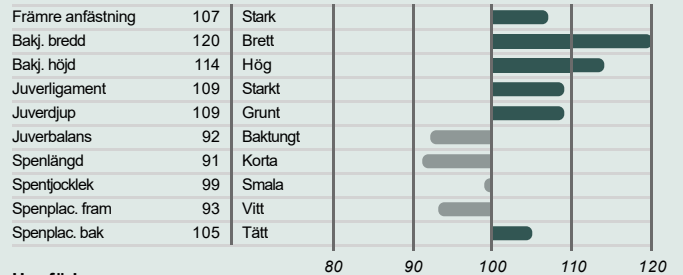 Främre anfästning 107 Stark
Bakj. bredd 120 Brett
Bakj. höjd 114 Hög
Juverligament 109 Starkt
Juverdjup 109 Grunt
Juverbalans 92 Baktungt
Spenlängd 91 Korta
Spentjocklek 99 Smala
Spenplac. fram 93 Vitt
Spenplac. bak 105 Tätt
80 90 100 110 120